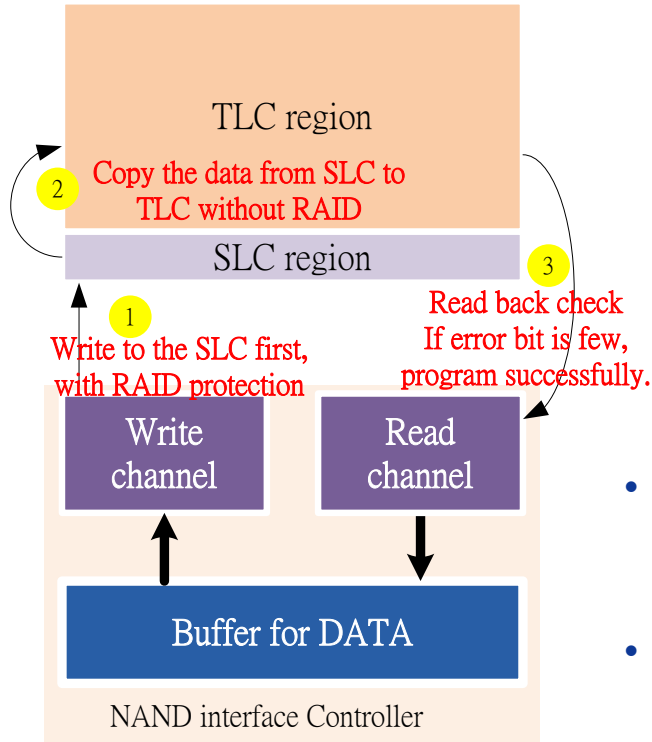 TLC region
2
Copy the data from SLC to
TLC without RAID
SLC region
3
1
Write to the SLC first,
with RAID protection
Read back check
If error bit is few,
program successfully.
Write
channel
Read
channel
Buffer for DATA
NAND interface Controller
•
•